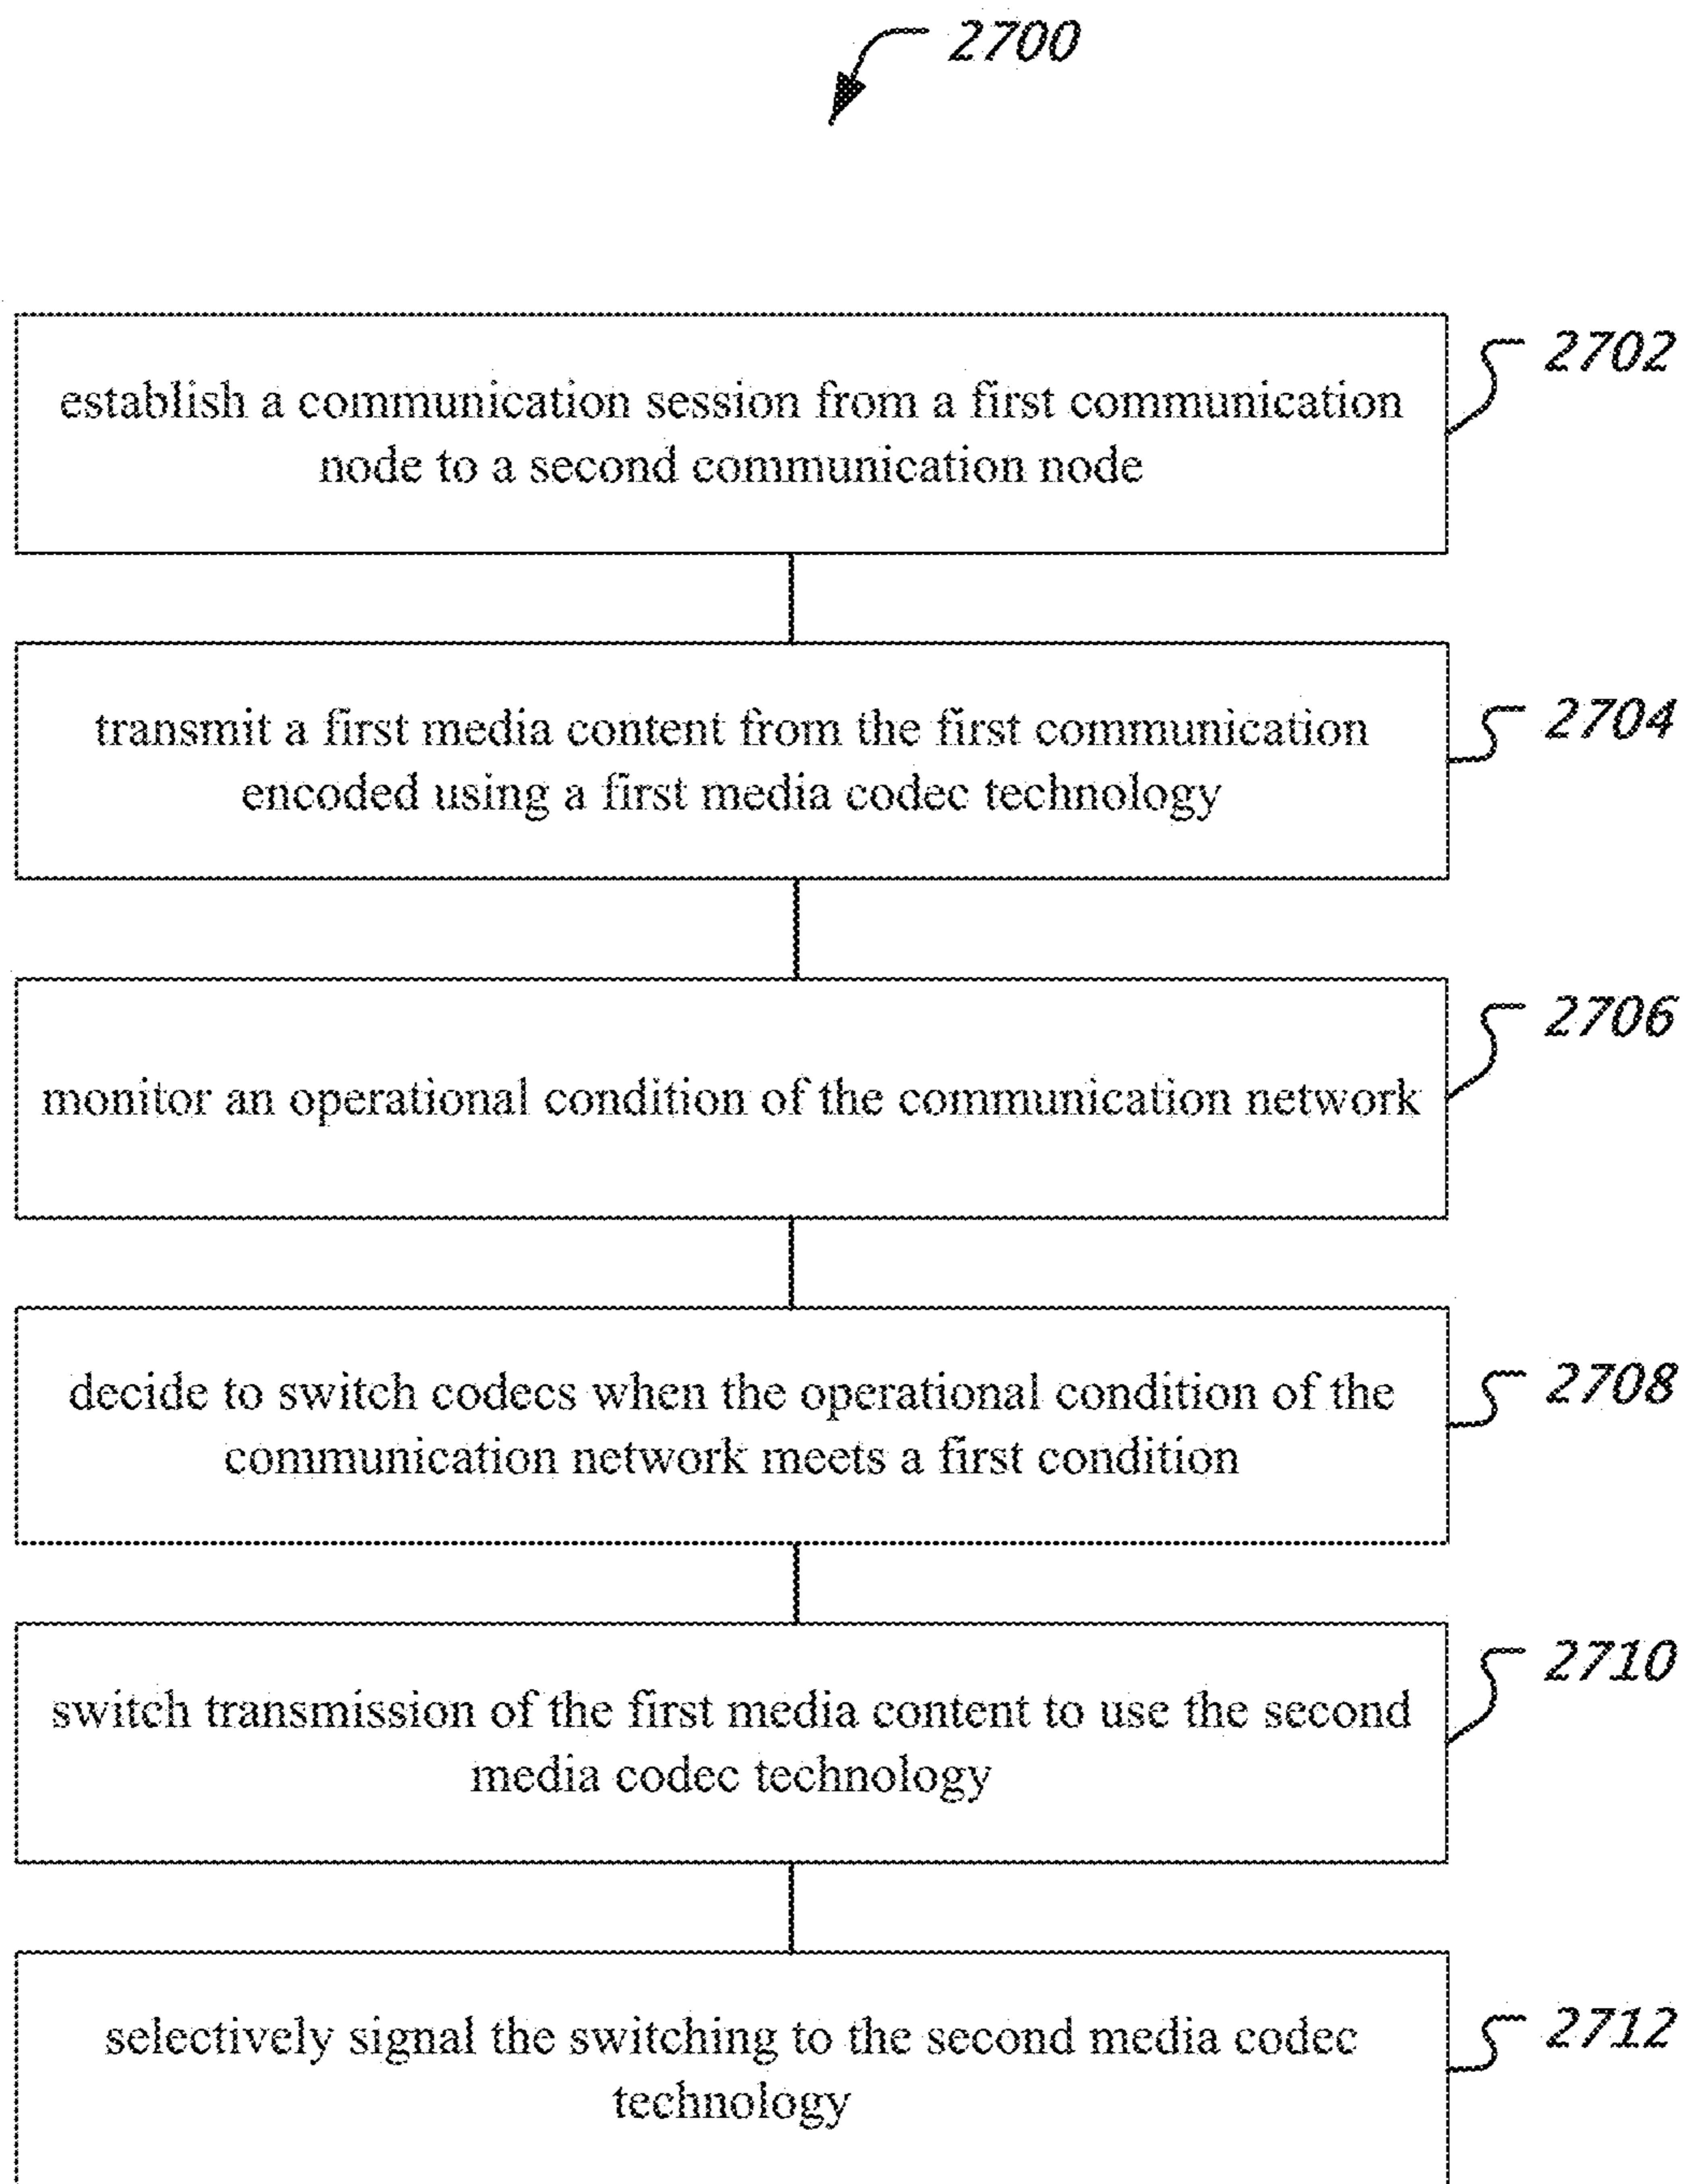 2700
establish a communication session from a first communication
node to a second communication node
2702
transmit a first media content from the first communication
encoded using a first media codec technology
2704
monitor an operational condition of the communication network
2706
decide to switch codecs when the operational condition of the
communication network meets a first condition
2708
switch transmission of the first media content to use the second
media codec technology
2710
selectively signal the switching to the second media codec
technology
2712